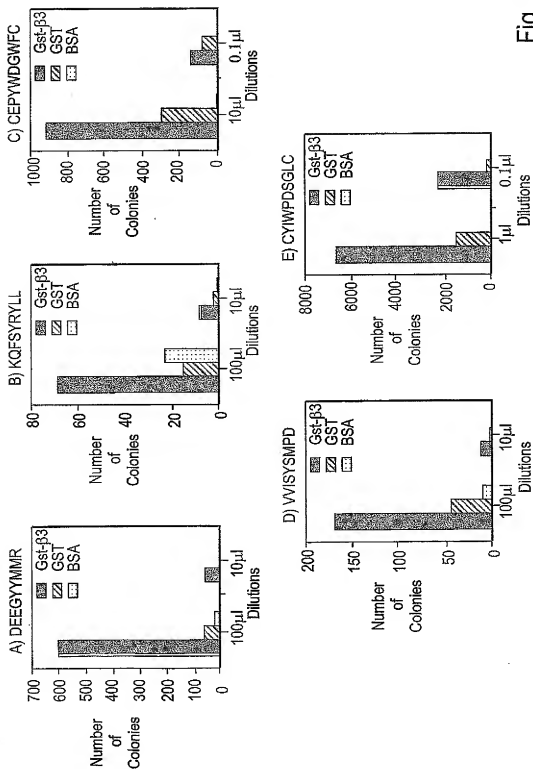 A) DEEGYYMMR
700
600
500
400
300
200
100
0
Number
of
Colonies
Gst-β3
GST
BSA
100µl
10µl
Dilutions
B) KQFSYRYLL
80
60
40
20
0
Number
of
Colonies
Gst-β3
GST
BSA
100µl
10µl
Dilutions
C) CEPYWDGWFC
1000
800
600
400
200
0
Number
of
Colonies
Gst-β3
GST
BSA
10µl
0.1µl
Dilutions
D) VVISYSMPD
200
150
100
50
0
Number
of
Colonies
Gst-β3
GST
BSA
100µl
10µl
Dilutions
E) CYIWPDSGLC
8000
6000
4000
2000
0
Number
of
Colonies
Gst-β3
GST
BSA
1µl
0.1µl
Dilutions
Fig